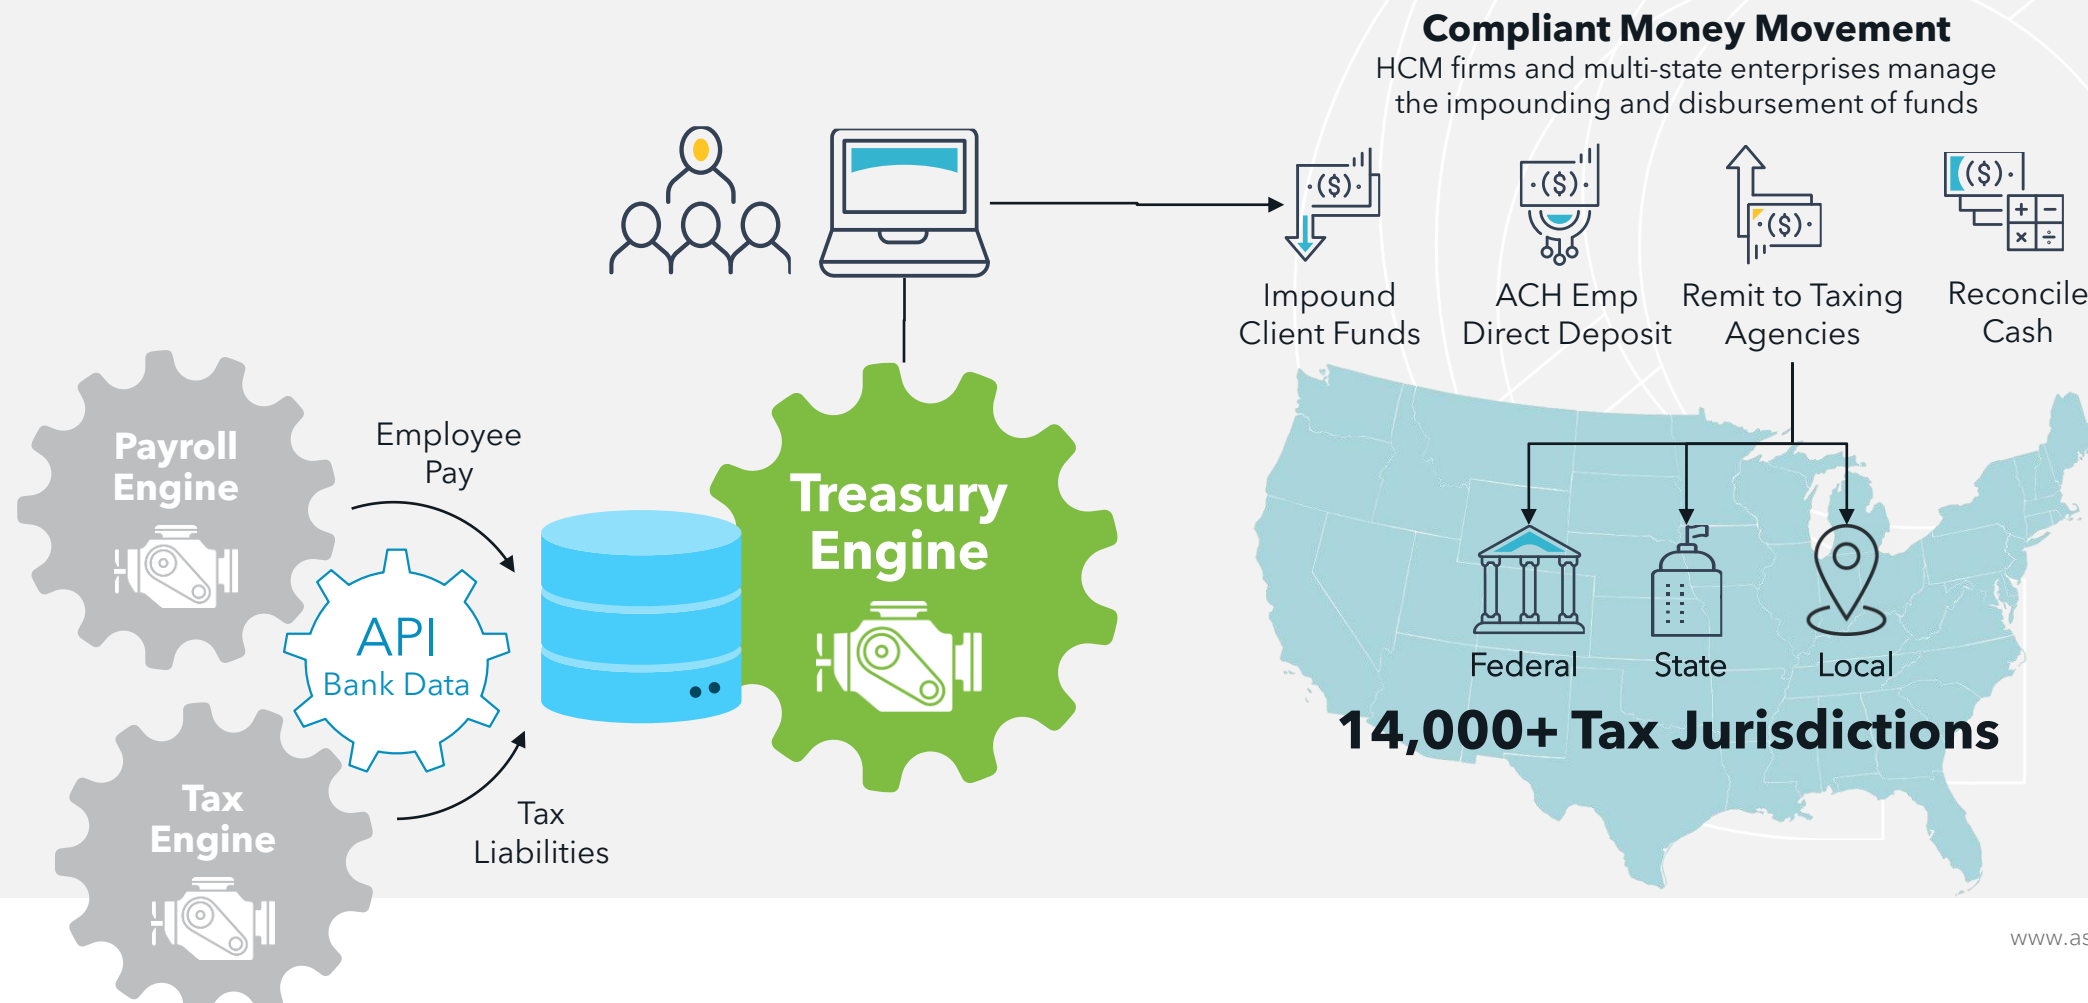 Compliant Money Movement
HCM firms and multi-state enterprises manage
the impounding and disbursement of funds
($)
($)
($)
($)
+ −
× ÷
Impound
Client Funds
ACH Emp
Direct Deposit
Remit to Taxing
Agencies
Reconcile
Cash
Payroll
Engine
Employee
Pay
API
Bank Data
Treasury
Engine
Tax
Engine
Tax
Liabilities
Federal
State
Local
14,000+ Tax Jurisdictions
www.as